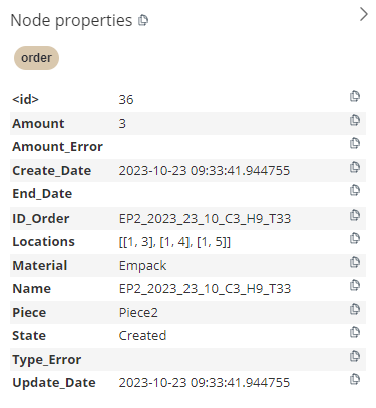 Node properties
order
<id> 36
Amount 3
Amount_Error
Create_Date 2023-10-23 09:33:41.944755
End_Date
ID_Order EP2_2023_23_10_C3_H9_T33
Locations [[1, 3], [1, 4], [1, 5]]
Material Empack
Name EP2_2023_23_10_C3_H9_T33
Piece Piece2
State Created
Type_Error
Update_Date 2023-10-23 09:33:41.944755